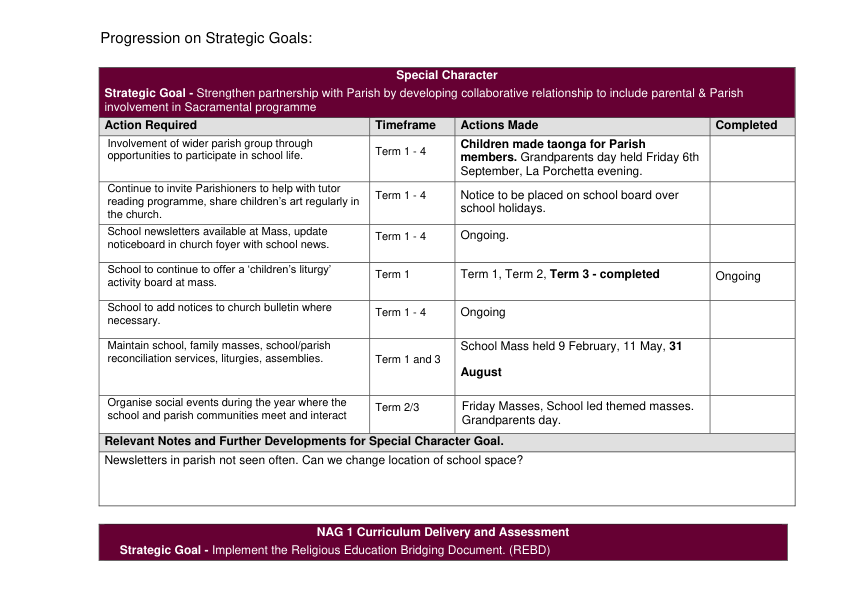 Progression on Strategic Goals:
Special Character
Strategic Goal - Strengthen partnership with Parish by developing collaborative relationship to include parental & Parish
involvement in Sacramental programme
Action Required Timeframe Actions Made Completed
Involvement of wider parish group through
opportunities to participate in school life.
Term 1 - 4
Children made taonga for Parish
members. Grandparents day held Friday 6th
September, La Porchetta evening.
Continue to invite Parishioners to help with tutor
reading programme, share children's art regularly in
the church.
Term 1 - 4
Notice to be placed on school board over
school holidays.
School newsletters available at Mass, update
noticeboard in church foyer with school news.
Term 1 - 4
Ongoing.
School to continue to offer a 'children's liturgy'
activity board at mass.
Term 1
Term 1, Term 2, Term 3 - completed
Ongoing
School to add notices to church bulletin where
necessary.
Term 1 - 4
Ongoing
Maintain school, family masses, school/parish
reconciliation services, liturgies, assemblies.
Term 1 and 3
School Mass held 9 February, 11 May, 31
August
Organise social events during the year where the
school and parish communities meet and interact
Term 2/3
Friday Masses, School led themed masses.
Grandparents day.
Relevant Notes and Further Developments for Special Character Goal.
Newsletters in parish not seen often. Can we change location of school space?
NAG 1 Curriculum Delivery and Assessment
Strategic Goal - Implement the Religious Education Bridging Document. (REBD)